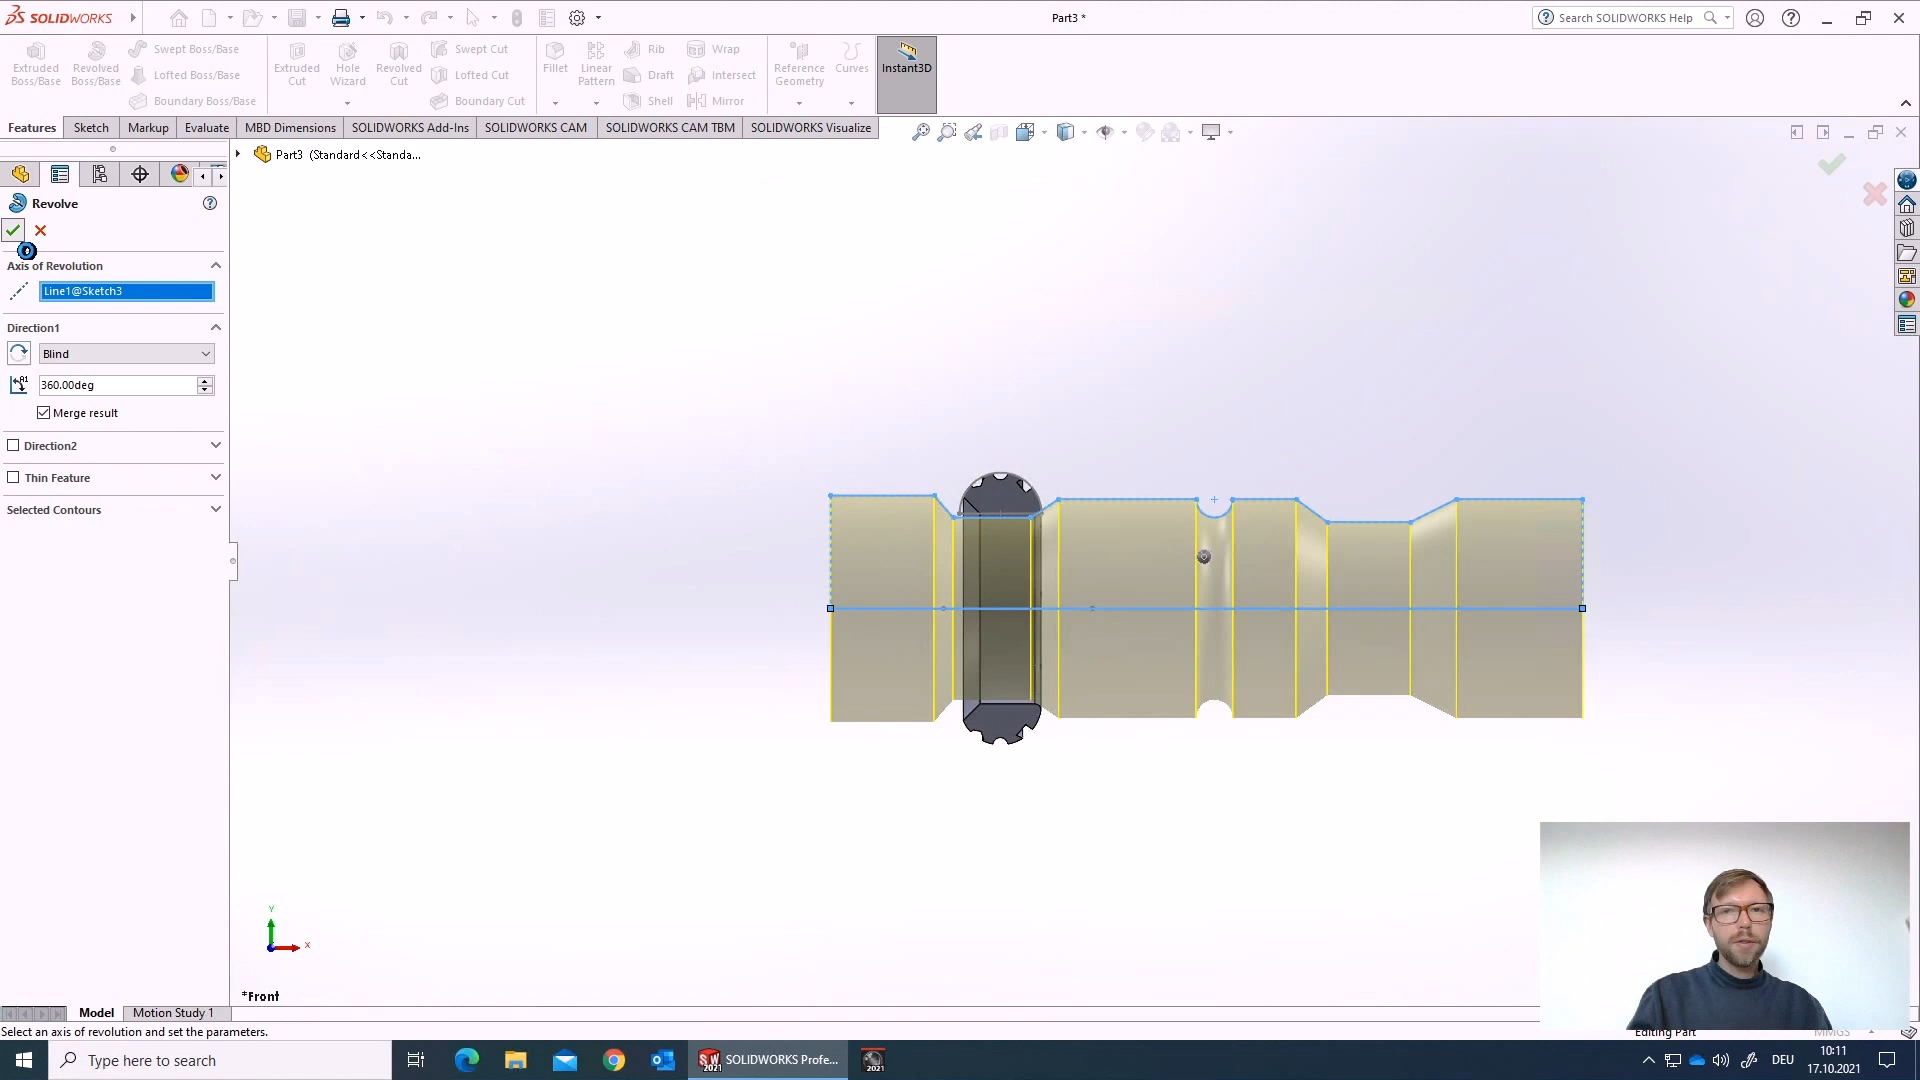 SOLIDWORKS
Part3 *
Search SOLIDWORKS Help
Extruded Boss/Base
Revolved Boss/Base
Swept Boss/Base
Lofted Boss/Base
Boundary Boss/Base
Extruded Cut
Hole Wizard
Revolved Cut
Swept Cut
Lofted Cut
Boundary Cut
Fillet
Linear Pattern
Rib
Draft
Shell
Wrap
Intersect
Mirror
Reference Geometry
Curves
Instant3D
Features
Sketch
Markup
Evaluate
MBD Dimensions
SOLIDWORKS Add-Ins
SOLIDWORKS CAM
SOLIDWORKS CAM TBM
SOLIDWORKS Visualize
Part3 (Standard<<Standa...
Revolve
Axis of Revolution
Line1@Sketch3
Direction1
Blind
A1
360.00deg
Merge result
Direction2
Thin Feature
Selected Contours
Y
X
*Front
Model
Motion Study 1
Select an axis of revolution and set the parameters.
Editing Part
MMGS
Type here to search
SW
2021
SOLIDWORKS Profe...
2021
DEU
10:11
17.10.2021